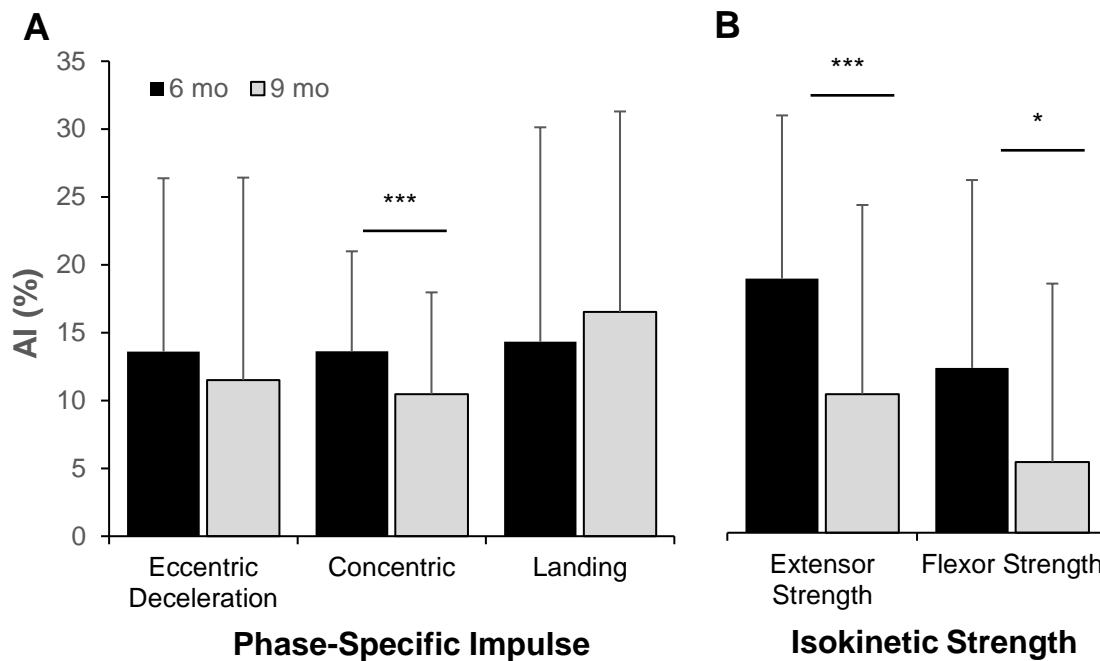 A
B
35
30
25
20
15
10
5
0
AI (%)
6 mo 9 mo
***
***
*
Eccentric
Deceleration
Concentric
Landing
Phase-Specific Impulse
Extensor
Strength
Flexor Strength
Isokinetic Strength